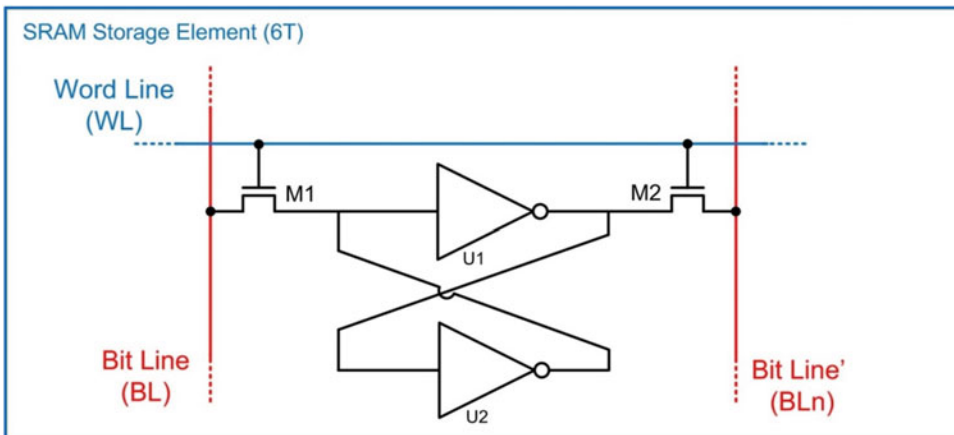 SRAM Storage Element (6T)
Word Line
(WL)
M1
M2
U1
Bit Line
(BL)
U2
Bit Line'
(BLn)